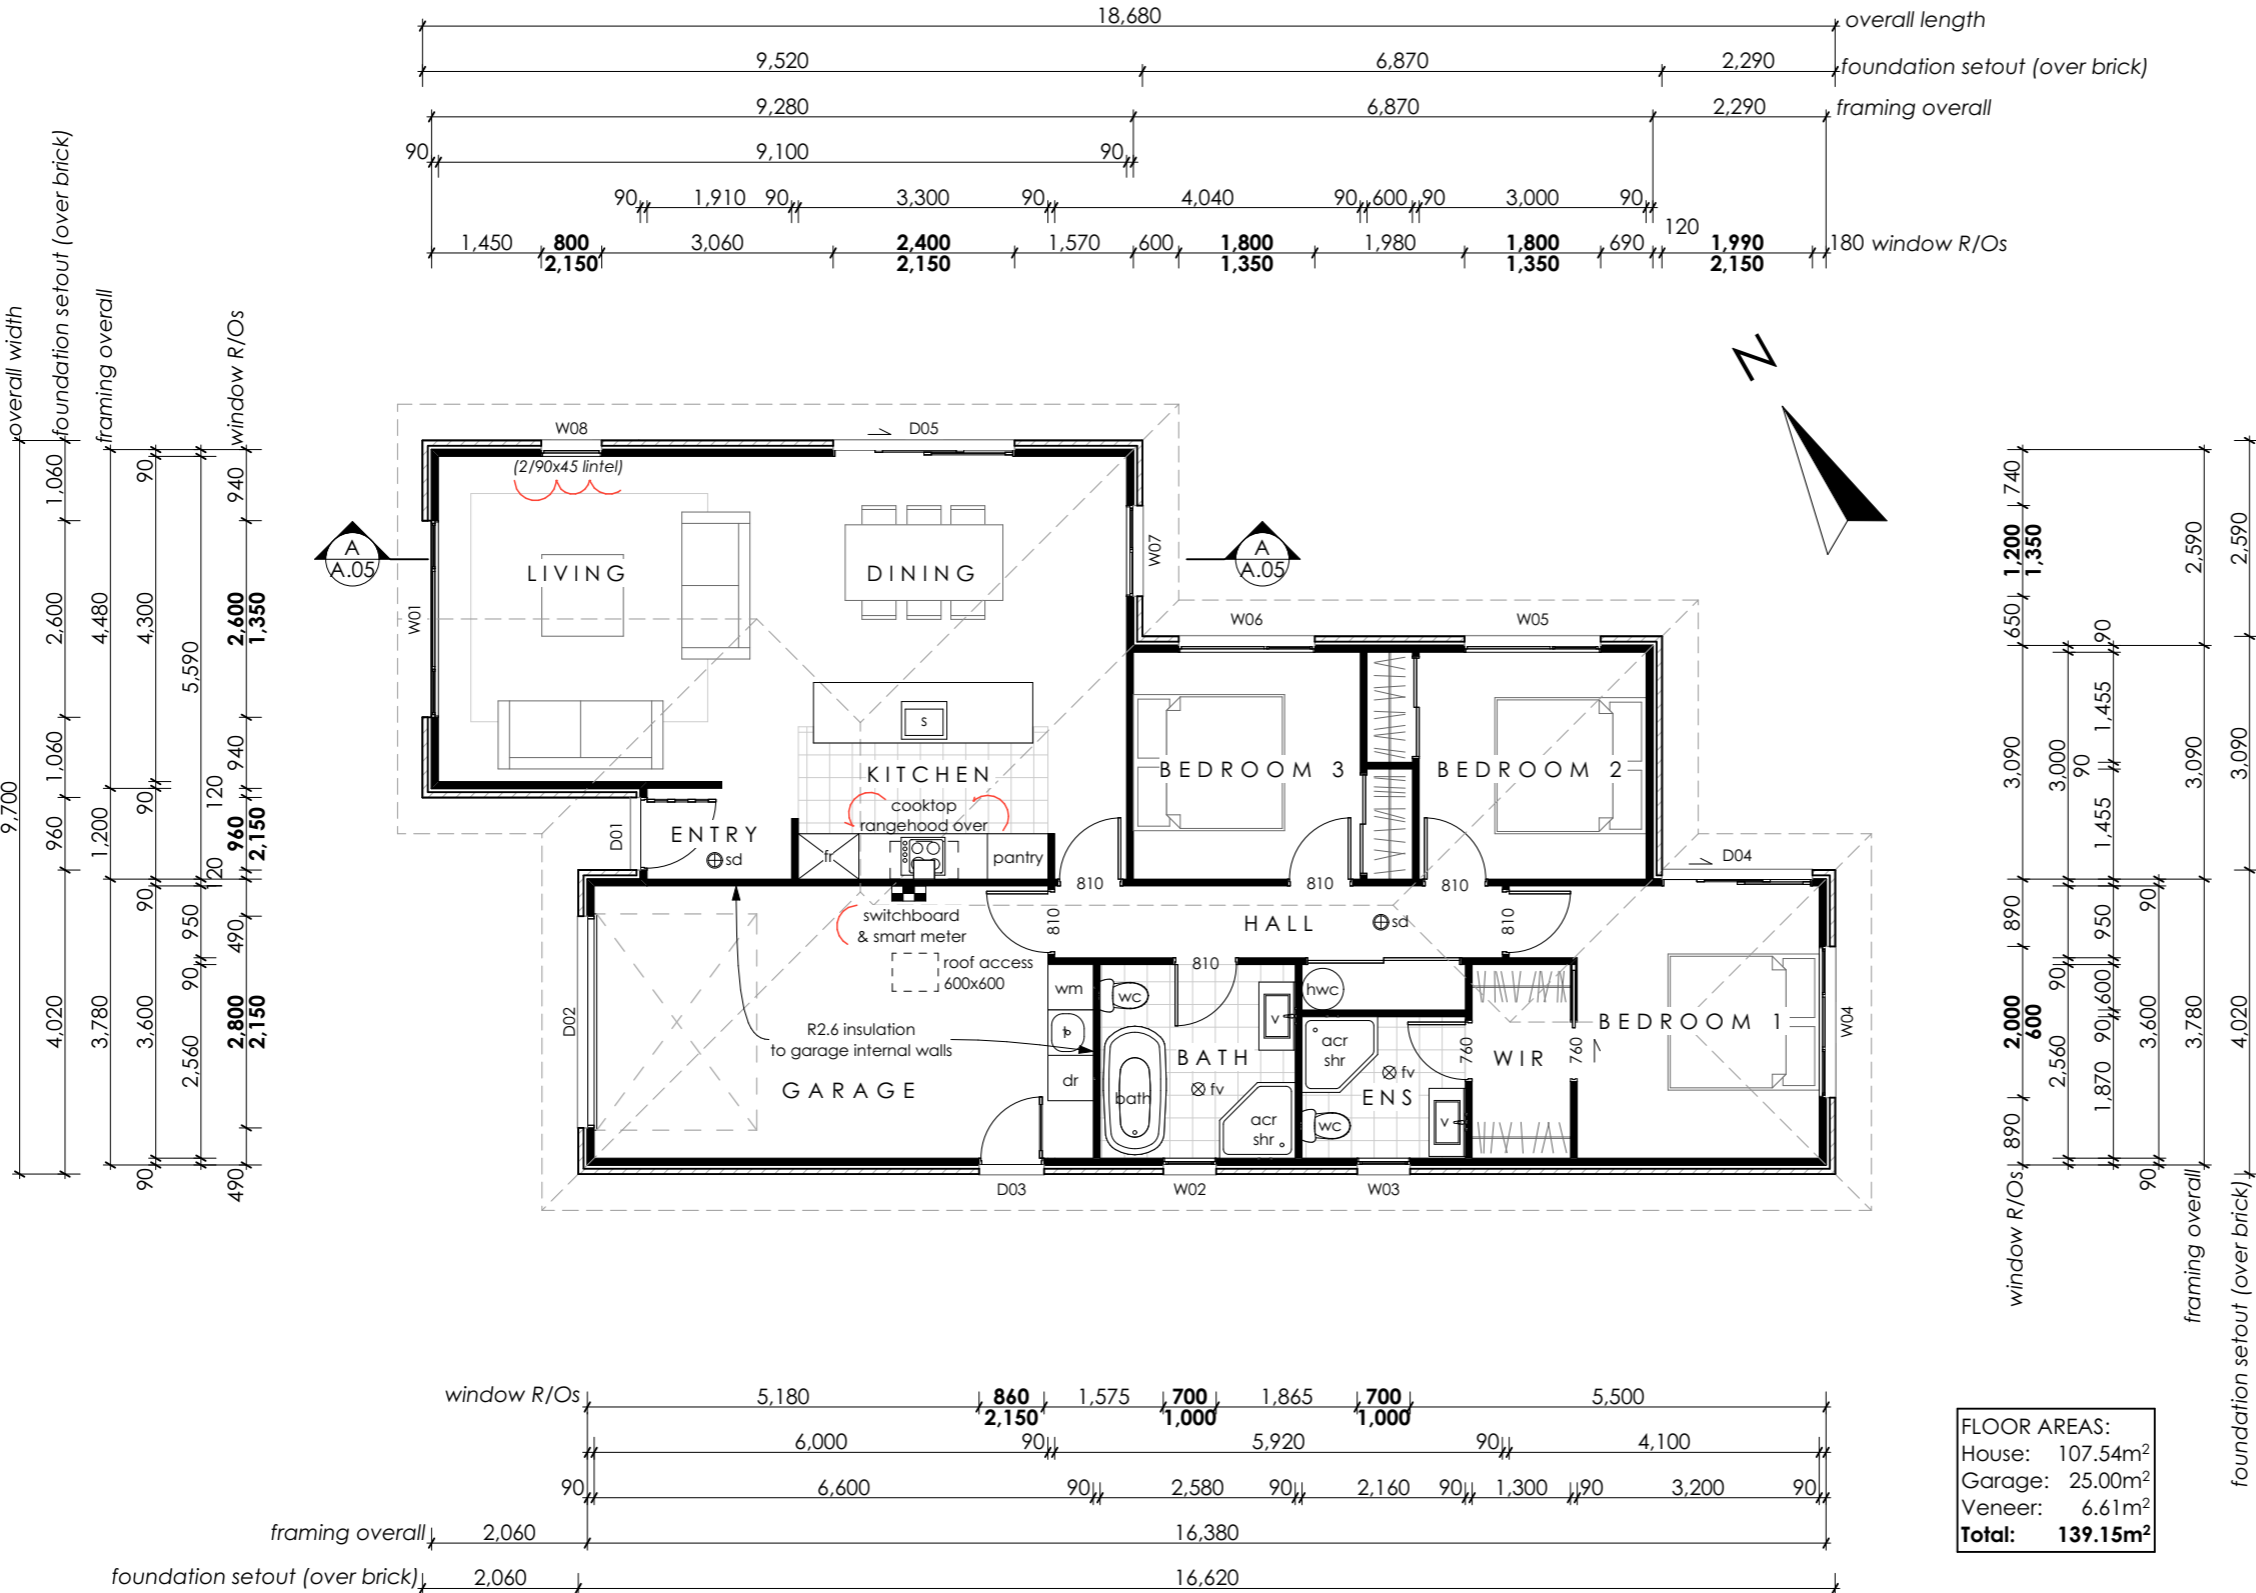 18,680 overall length
9,520 6,870 2,290 foundation setout (over brick)
9,280 6,870 2,290 framing overall
90 9,100 90
90 1,910 90 3,300 90 4,040 90 600 90 3,000 90
120
1,450 800 3,060 2,400 1,570 600 1,800 1,980 1,800 690 1,990 180 window R/Os
2,150 2,150 1,350 1,350 2,150
N
overall width
9,700
foundation setout (over brick)
1,060 2,600 1,060 960 4,020
framing overall
4,480 1,200 3,780
90 4,300 90 90 3,600 90
5,590 950 90 2,560
window R/Os
940 2,600 940 120 960 120 490 2,800 490
1,350 2,150 2,150
W08 D05
(2/90x45 lintel)
A
A.05
W01
LIVING
DINING
W07
A
A.05
W06 W05
s
KITCHEN
BEDROOM 3
BEDROOM 2
cooktop
rangehood over
D01
ENTRY
sd
fr
pantry
D04
810 810 810
switchboard
& smart meter
810
HALL
sd
810
roof access
600x600
810
wm
wc
v
hwc
D02
R2.6 insulation
to garage internal walls
GARAGE
dr
BATH
bath
fv
acr
shr
acr
shr
fv
ENS
wc
v
760
WIR
760
BEDROOM 1
W04
D03 W02 W03
740 1,200 650 3,090 890 2,000 890
1,350 600
window R/Os
3,000 90 2,560
90 1,455 90 1,455 950 600 90 1,870
90 3,600 90
2,590 3,090 3,780
framing overall
2,590 3,090 4,020
foundation setout (over brick)
window R/Os 5,180 860 1,575 700 1,865 700 5,500
2,150 1,000 1,000
6,000 90 5,920 90 4,100
90 6,600 90 2,580 90 2,160 90 1,300 90 3,200 90
framing overall 2,060 16,380
foundation setout (over brick) 2,060 16,620
FLOOR AREAS:
House: 107.54m²
Garage: 25.00m²
Veneer: 6.61m²
Total: 139.15m²